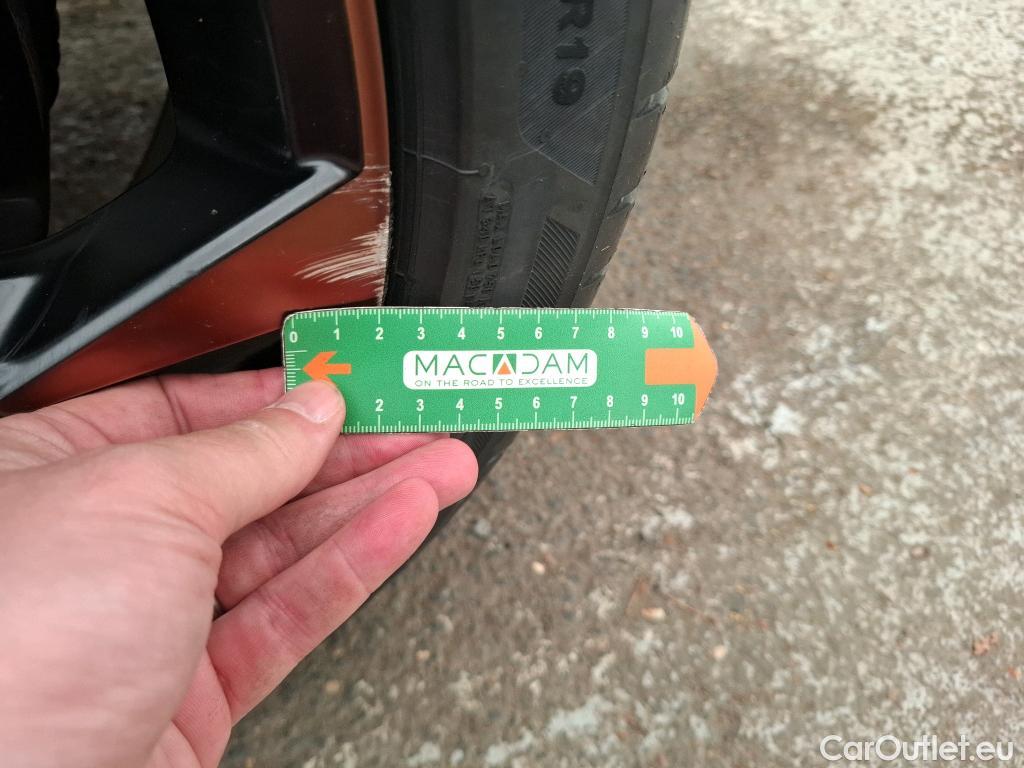 R19
0 1 2 3 4 5 6 7 8 9 10
MACADAM
ON THE ROAD TO EXCELLENCE
2 3 4 5 6 7 8 9 10
CarOutlet.eu